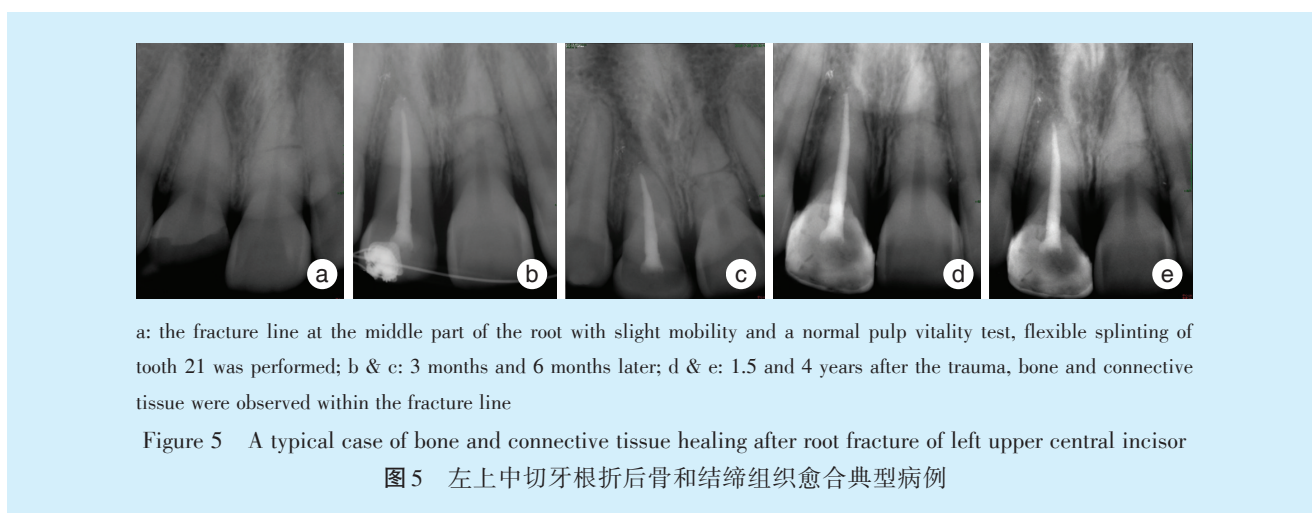 a
b
c
d
e
a: the fracture line at the middle part of the root with slight mobility and a normal pulp vitality test, flexible splinting of
tooth 21 was performed; b & c: 3 months and 6 months later; d & e: 1.5 and 4 years after the trauma, bone and connective
tissue were observed within the fracture line
Figure 5 A typical case of bone and connective tissue healing after root fracture of left upper central incisor
图5 左上中切牙根折后骨和结缔组织愈合典型病例